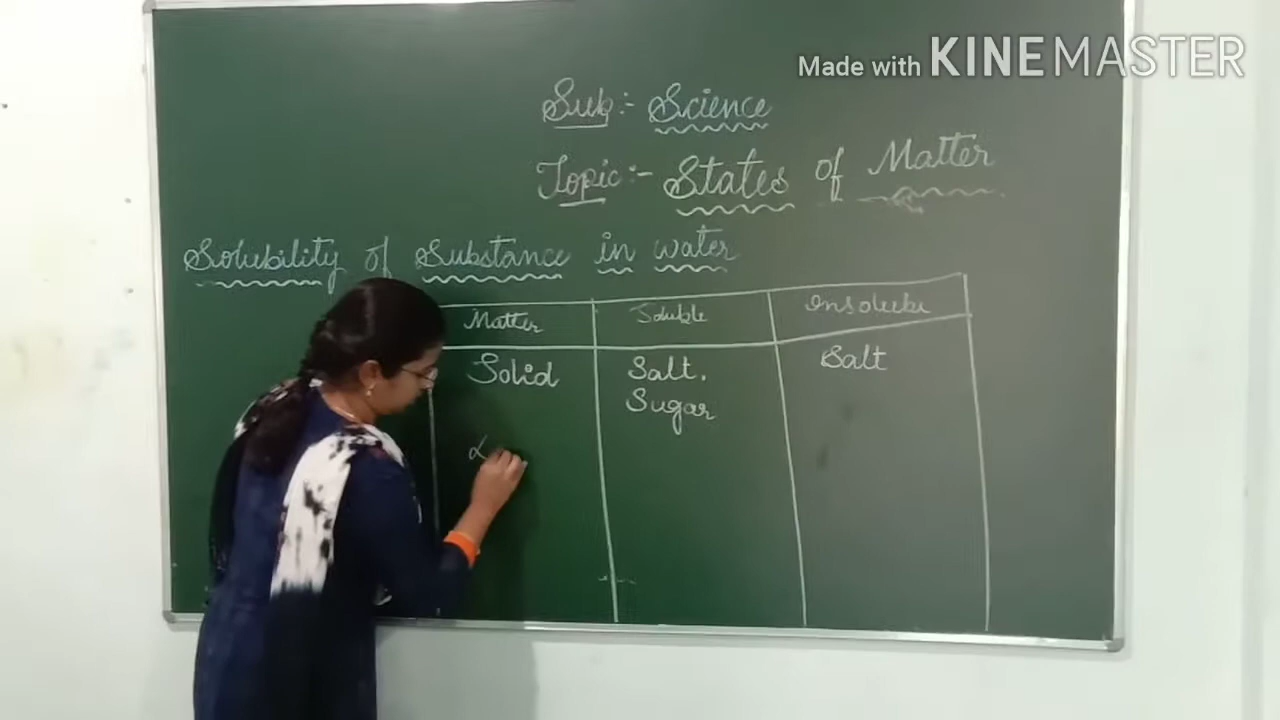 Made with KINEMASTER
Sub:- Science
Topic:- States of Matter
Solubility of Substance in water
Matter Soluble Insoluble
Solid Salt. Salt
Sugar
L